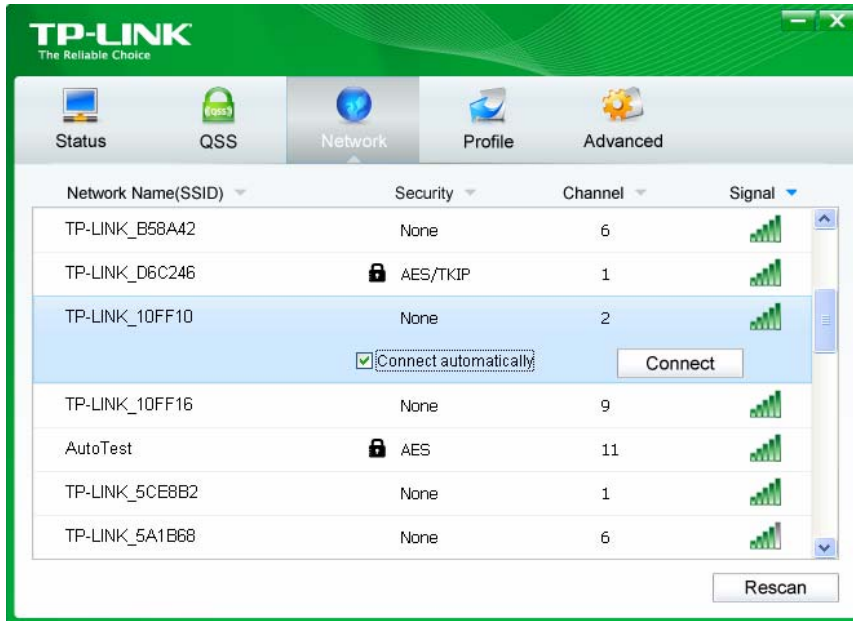 TP-LINK
The Reliable Choice
QSS
Status QSS Network Profile Advanced
Network Name(SSID) Security Channel Signal
TP-LINK_B58A42 None 6
TP-LINK_D6C246 AES/TKIP 1
TP-LINK_10FF10 None 2
Connect automatically Connect
TP-LINK_10FF16 None 9
AutoTest AES 11
TP-LINK_5CE8B2 None 1
TP-LINK_5A1B68 None 6
Rescan